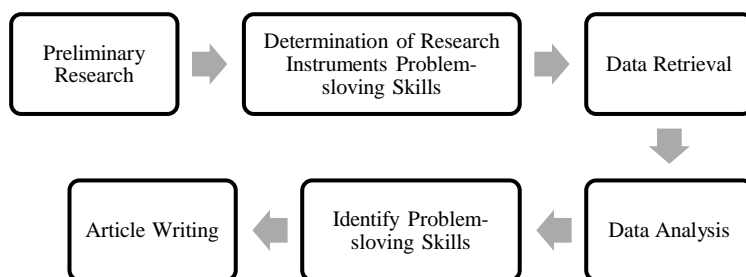 Preliminary
Research
Determination of Research
Instruments Problem-
sloving Skills
Data Retrieval
Data Analysis
Identify Problem-
sloving Skills
Article Writing